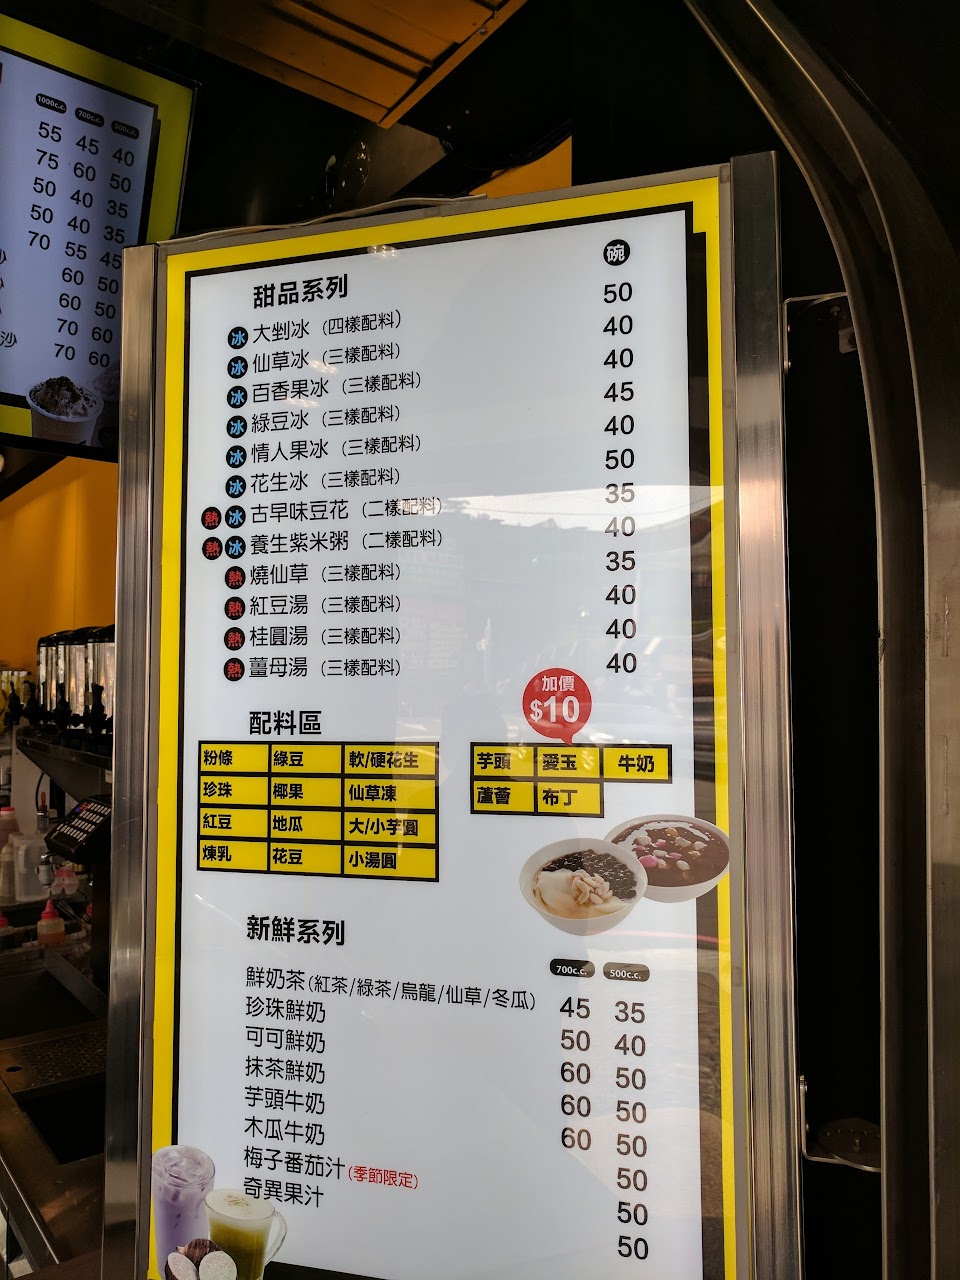 1000c.c. 700c.c. 500c.c.
55 45 40
75 60 50
50 40 35
50 40 35
70 55 45
60 50
60 50
70 60
沙 70 60
碗
甜品系列 50
冰 大剉冰 (四樣配料) 40
冰 仙草冰 (三樣配料) 40
冰 百香果冰 (三樣配料) 45
冰 綠豆冰 (三樣配料) 40
冰 情人果冰 (三樣配料) 50
冰 花生冰 (三樣配料) 35
熱 冰 古早味豆花 (二樣配料) 40
熱 冰 養生紫米粥 (二樣配料) 35
熱 燒仙草 (三樣配料) 40
熱 紅豆湯 (三樣配料) 40
熱 桂圓湯 (三樣配料) 40
熱 薑母湯 (三樣配料)
加價
$10
配料區
粉條 綠豆 軟/硬花生
珍珠 椰果 仙草凍
紅豆 地瓜 大/小芋圓
煉乳 花豆 小湯圓
芋頭 愛玉 牛奶
蘆薈 布丁
新鮮系列
700c.c. 500c.c.
鮮奶茶(紅茶/綠茶/烏龍/仙草/冬瓜) 45 35
珍珠鮮奶 50 40
可可鮮奶 60 50
抹茶鮮奶 60 50
芋頭牛奶 60 50
木瓜牛奶 50
梅子番茄汁(季節限定) 50
奇異果汁 50